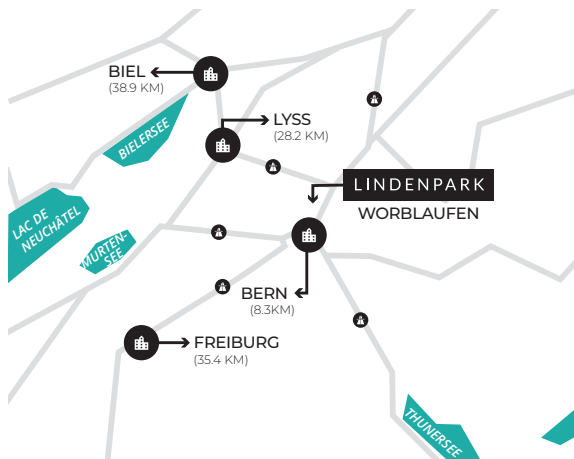 BIEL
(38.9 KM)
LYSS
(28.2 KM)
BIELERSEE
LINDENPARK
WORBLAUFEN
LAC DE
NEUCHÂTEL
MURTEN-
SEE
BERN
(8.3KM)
FREIBURG
(35.4 KM)
THUNERSEE